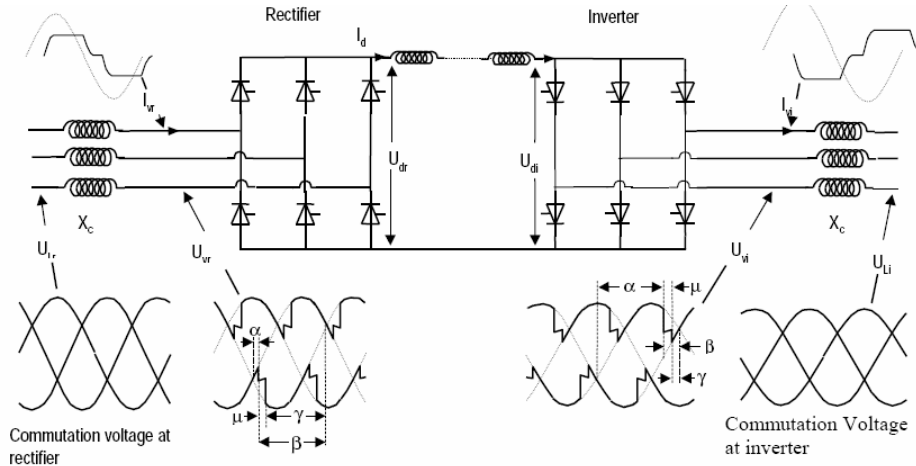 Rectifier
Inverter
I_d
I_vr
I_vi
U_dr
U_di
X_c
X_c
U_Lr
U_vr
U_vi
U_Li
α
μ
γ
β
α
μ
β
γ
Commutation voltage at
rectifier
Commutation Voltage
at inverter